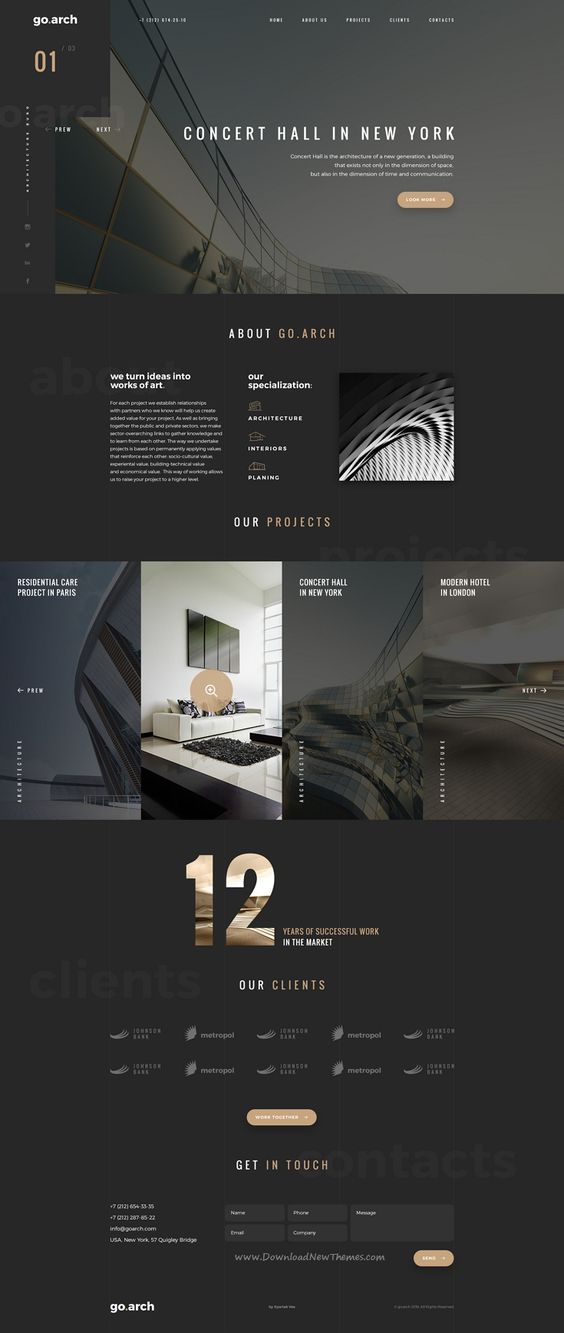 go.arch
+7 (212) 674-25-10
HOME
ABOUT US
PROJECTS
CLIENTS
CONTACTS
01
/ 03
go.arch
PREW
NEXT
ARCHITECTURE BURO
CONCERT HALL IN NEW YORK
Concert Hall is the architecture of a new generation, a building
that exists not only in the dimension of space,
but also in the dimension of time and communication.
LOOK MORE
ABOUT GO.ARCH
about
we turn ideas into
works of art.
For each project we establish relationships
with partners who we know will help us create
added value for your project. As well as bringing
together the public and private sectors, we make
sector-overarching links to gather knowledge and
to learn from each other. The way we undertake
projects is based on permanently applying values
that reinforce each other: socio-cultural value,
experiental value, building technical value
and economical value. This way of working allows
us to raise your project to a higher level.
our
specialization:
ARCHITECTURE
INTERIORS
PLANING
OUR PROJECTS
projects
RESIDENTIAL CARE
PROJECT IN PARIS
PREW
ARCHITECTURE
CONCERT HALL
IN NEW YORK
ARCHITECTURE
MODERN HOTEL
IN LONDON
NEXT
ARCHITECTURE
12
YEARS OF SUCCESSFUL WORK
IN THE MARKET
clients
OUR CLIENTS
JOHNSON
BANK
metropol
JOHNSON
BANK
metropol
JOHNSON
BANK
JOHNSON
BANK
metropol
JOHNSON
BANK
metropol
JOHNSON
BANK
WORK TOGETHER
contacts
GET IN TOUCH
+7 (212) 654-33-35
+7 (212) 287-85-22
info@goarch.com
USA, New York, 57 Quigley Bridge
Name
Phone
Message
Email
Company
www.DownloadNewThemes.com
SEND
go.arch